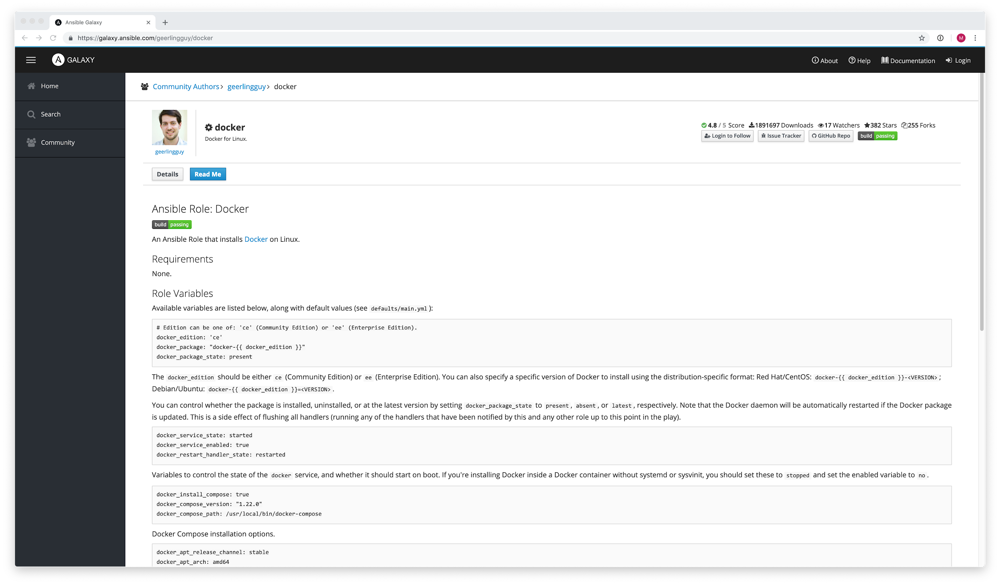 Ansible Galaxy
https://galaxy.ansible.com/geerlingguy/docker
M
A GALAXY
About Help Documentation Login
Home
Search
Community
Community Authors> geerlingguy> docker
geerlingguy
docker
Docker for Linux.
4.8 / 5 Score 1891697 Downloads 17 Watchers 382 Stars 255 Forks
Login to Follow Issue Tracker GitHub Repo build passing
Details Read Me
Ansible Role: Docker
build passing
An Ansible Role that installs Docker on Linux.
Requirements
None.
Role Variables
Available variables are listed below, along with default values (see defaults/main.yml ):
# Edition can be one of: 'ce' (Community Edition) or 'ee' (Enterprise Edition).
docker_edition: 'ce'
docker_package: "docker-{{ docker_edition }}"
docker_package_state: present
The docker_edition should be either ce (Community Edition) or ee (Enterprise Edition). You can also specify a specific version of Docker to install using the distribution-specific format: Red Hat/CentOS: docker-{{ docker_edition }}-<VERSION> ;
Debian/Ubuntu: docker-{{ docker_edition }}=<VERSION> .
You can control whether the package is installed, uninstalled, or at the latest version by setting docker_package_state to present , absent , or latest , respectively. Note that the Docker daemon will be automatically restarted if the Docker package
is updated. This is a side effect of flushing all handlers (running any of the handlers that have been notified by this and any other role up to this point in the play).
docker_service_state: started
docker_service_enabled: true
docker_restart_handler_state: restarted
Variables to control the state of the docker service, and whether it should start on boot. If you're installing Docker inside a Docker container without systemd or sysvinit, you should set these to stopped and set the enabled variable to no .
docker_install_compose: true
docker_compose_version: "1.22.0"
docker_compose_path: /usr/local/bin/docker-compose
Docker Compose installation options.
docker_apt_release_channel: stable
docker_apt_arch: amd64